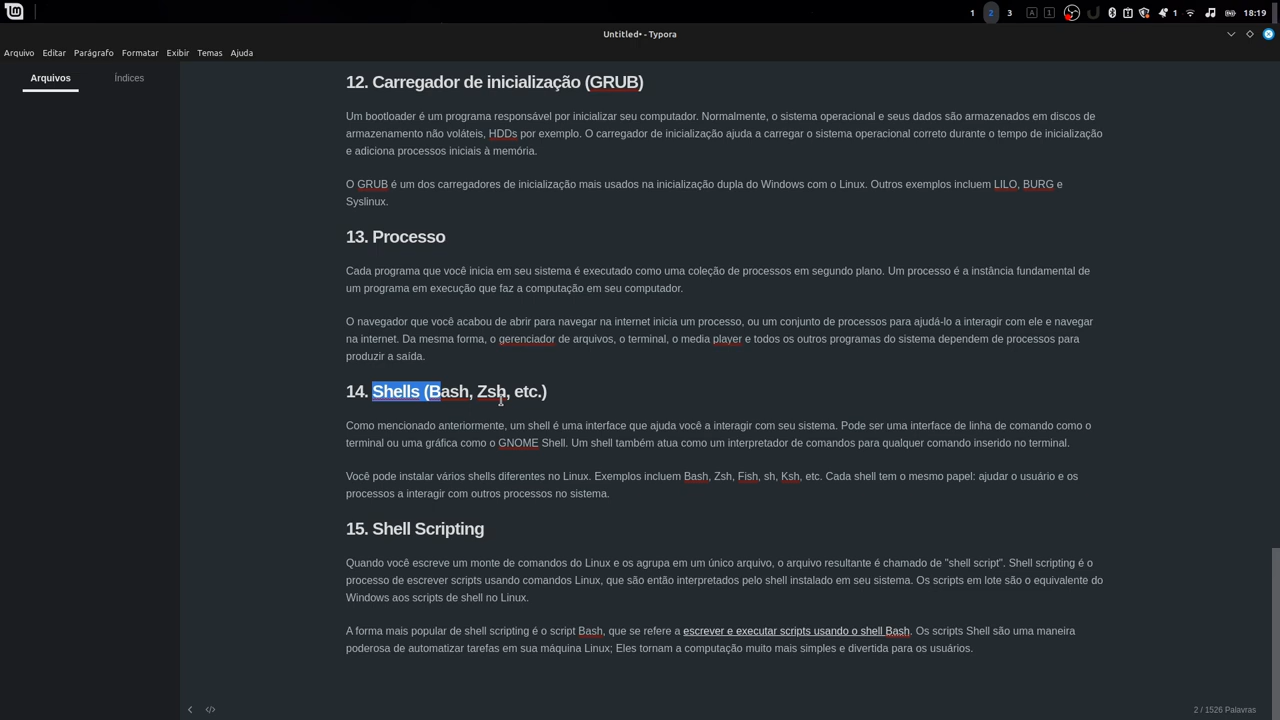 1 2 3 A 1 1 18:19
Untitled• - Typora
Arquivo Editar Parágrafo Formatar Exibir Temas Ajuda
Arquivos Índices
12. Carregador de inicialização (GRUB)
Um bootloader é um programa responsável por inicializar seu computador. Normalmente, o sistema operacional e seus dados são armazenados em discos de
armazenamento não voláteis, HDDs por exemplo. O carregador de inicialização ajuda a carregar o sistema operacional correto durante o tempo de inicialização
e adiciona processos iniciais à memória.
O GRUB é um dos carregadores de inicialização mais usados na inicialização dupla do Windows com o Linux. Outros exemplos incluem LILO, BURG e
Syslinux.
13. Processo
Cada programa que você inicia em seu sistema é executado como uma coleção de processos em segundo plano. Um processo é a instância fundamental de
um programa em execução que faz a computação em seu computador.
O navegador que você acabou de abrir para navegar na internet inicia um processo, ou um conjunto de processos para ajudá-lo a interagir com ele e navegar
na internet. Da mesma forma, o gerenciador de arquivos, o terminal, o media player e todos os outros programas do sistema dependem de processos para
produzir a saída.
14. Shells (Bash, Zsh, etc.)
Como mencionado anteriormente, um shell é uma interface que ajuda você a interagir com seu sistema. Pode ser uma interface de linha de comando como o
terminal ou uma gráfica como o GNOME Shell. Um shell também atua como um interpretador de comandos para qualquer comando inserido no terminal.
Você pode instalar vários shells diferentes no Linux. Exemplos incluem Bash, Zsh, Fish, sh, Ksh, etc. Cada shell tem o mesmo papel: ajudar o usuário e os
processos a interagir com outros processos no sistema.
15. Shell Scripting
Quando você escreve um monte de comandos do Linux e os agrupa em um único arquivo, o arquivo resultante é chamado de "shell script". Shell scripting é o
processo de escrever scripts usando comandos Linux, que são então interpretados pelo shell instalado em seu sistema. Os scripts em lote são o equivalente do
Windows aos scripts de shell no Linux.
A forma mais popular de shell scripting é o script Bash, que se refere a escrever e executar scripts usando o shell Bash. Os scripts Shell são uma maneira
poderosa de automatizar tarefas em sua máquina Linux; Eles tornam a computação muito mais simples e divertida para os usuários.
2 / 1526 Palavras